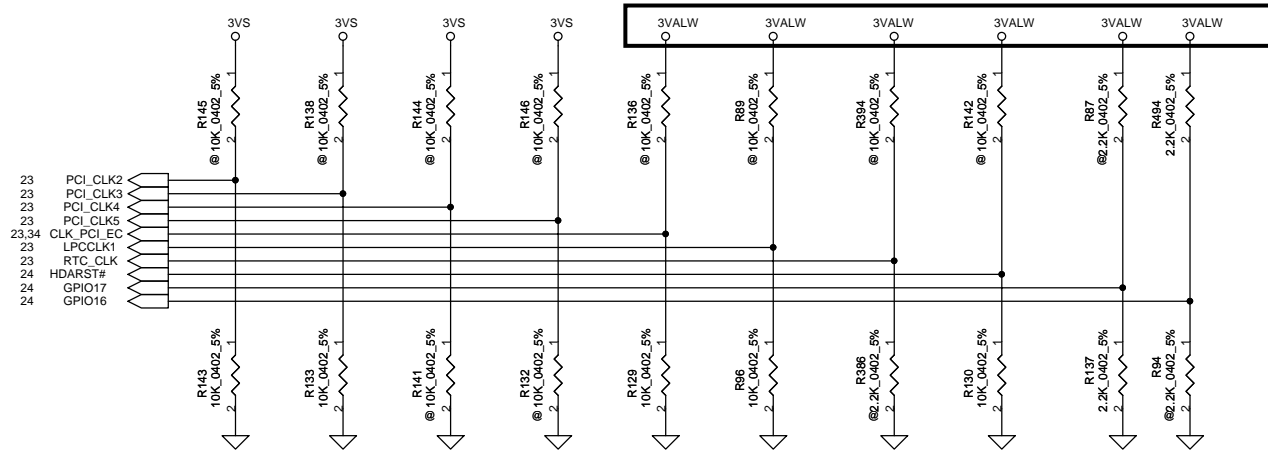 3VS 3VS 3VS 3VS 3VALW 3VALW 3VALW 3VALW 3VALW 3VALW
1 1 1 1 1 1 1 1 1 1
R145
@ 10K_0402_5%
R138
@ 10K_0402_5%
R144
@ 10K_0402_5%
R146
@ 10K_0402_5%
R136
@ 10K_0402_5%
R89
@ 10K_0402_5%
R394
@ 10K_0402_5%
R142
@ 10K_0402_5%
R87
@2.2K_0402_5%
R494
2.2K_0402_5%
2 2 2 2 2 2 2 2 2 2
23 PCI_CLK2
23 PCI_CLK3
23 PCI_CLK4
23 PCI_CLK5
23,34 CLK_PCI_EC
23 LPCCLK1
23 RTC_CLK
24 HDARST#
24 GPIO17
24 GPIO16
1 1 1 1 1 1 1 1 1 1
R143
10K_0402_5%
R133
10K_0402_5%
R141
@ 10K_0402_5%
R132
@ 10K_0402_5%
R129
10K_0402_5%
R96
10K_0402_5%
R386
@2.2K_0402_5%
R130
10K_0402_5%
R137
2.2K_0402_5%
R94
@2.2K_0402_5%
2 2 2 2 2 2 2 2 2 2